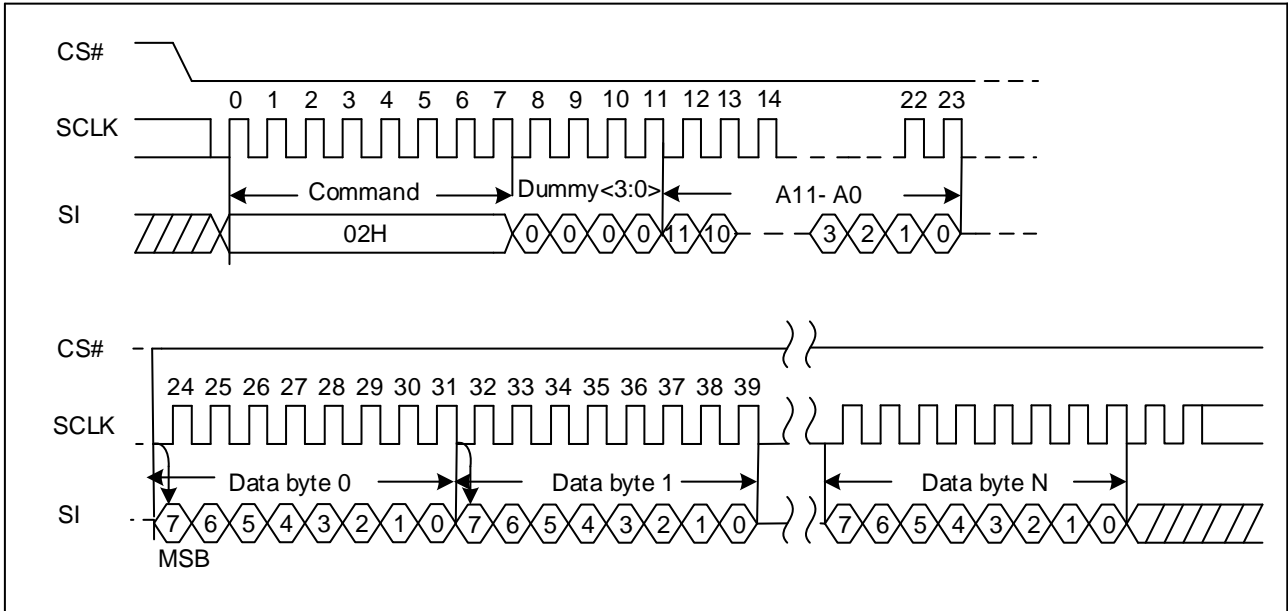 CS#
0 1 2 3 4 5 6 7 8 9 10 11 12 13 14 22 23
SCLK
Command Dummy<3:0> A11- A0
SI
02H 0 0 0 0 11 10 3 2 1 0
CS#
24 25 26 27 28 29 30 31 32 33 34 35 36 37 38 39
SCLK
Data byte 0 Data byte 1 Data byte N
SI
7 6 5 4 3 2 1 0 7 6 5 4 3 2 1 0 7 6 5 4 3 2 1 0
MSB